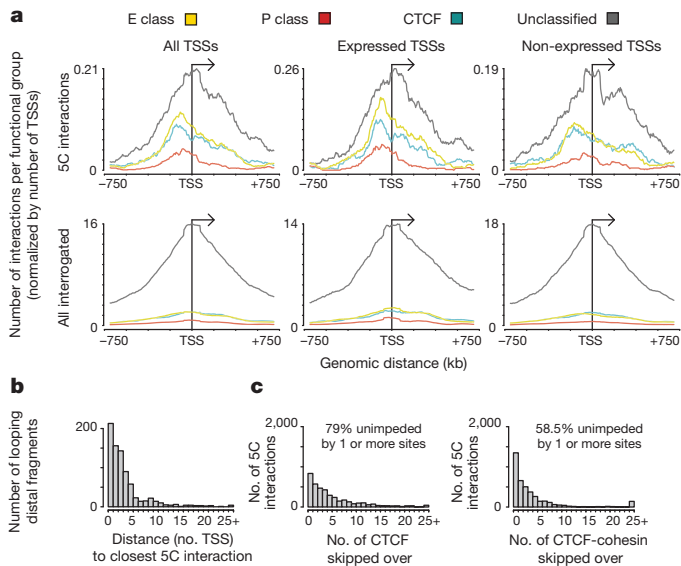 a
E class
P class
CTCF
Unclassified
All TSSs
Expressed TSSs
Non-expressed TSSs
Number of interactions per functional group
(normalized by number of TSSs)
5C interactions
0.21
0
−750
TSS
+750
0.26
0
−750
TSS
+750
0.19
0
−750
TSS
+750
All interrogated
16
0
−750
TSS
+750
14
0
−750
TSS
+750
18
0
−750
TSS
+750
Genomic distance (kb)
b
Number of looping
distal fragments
200
0
0
5
10
15
20
25+
Distance (no. TSS)
to closest 5C interaction
c
No. of 5C
interactions
2,000
0
79% unimpeded
by 1 or more sites
0
5
10
15
20
25+
No. of CTCF
skipped over
No. of 5C
interactions
2,000
0
58.5% unimpeded
by 1 or more sites
0
5
10
15
20
25+
No. of CTCF-cohesin
skipped over